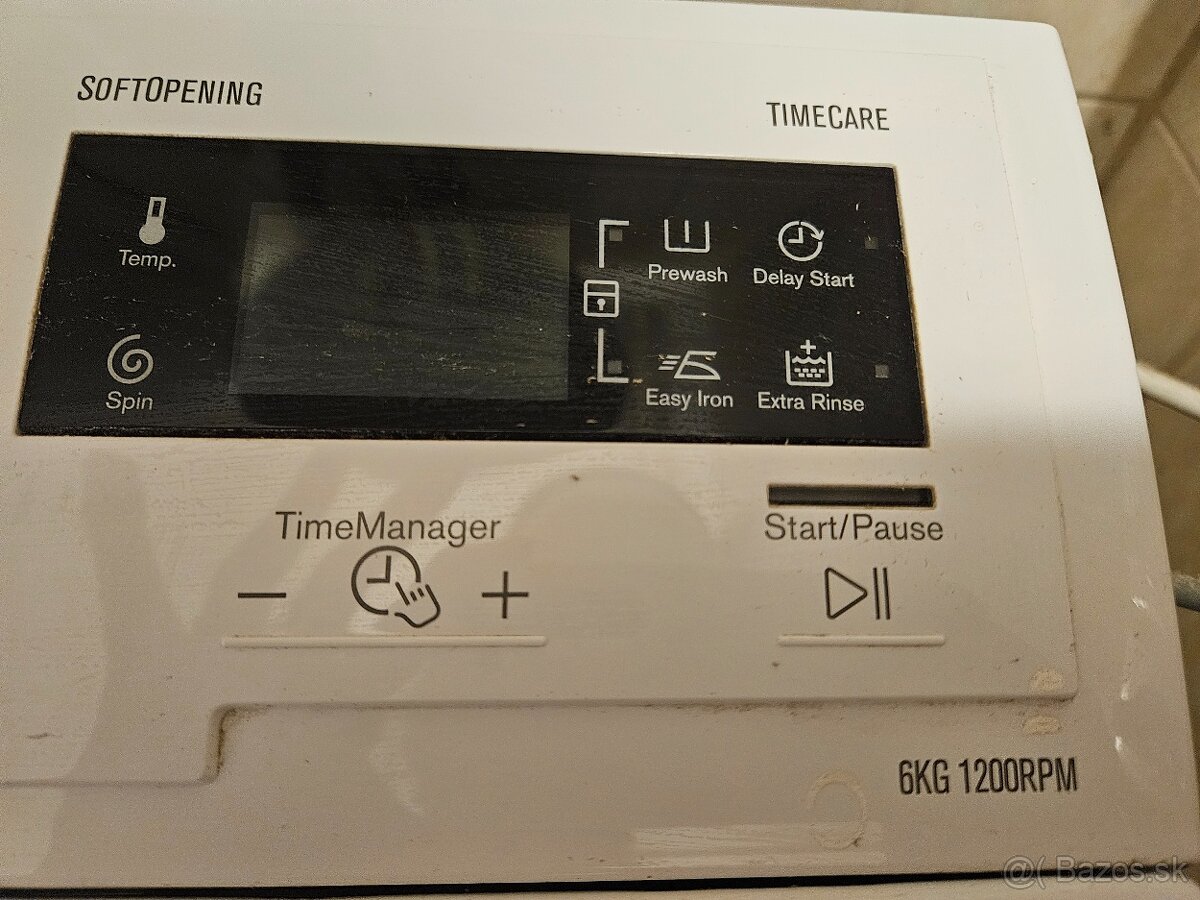 SOFTOPENING
TIMECARE
Temp.
Prewash
Delay Start
Spin
Easy Iron
Extra Rinse
TimeManager
Start/Pause
− +
6KG 1200RPM
@( Bazos.sk